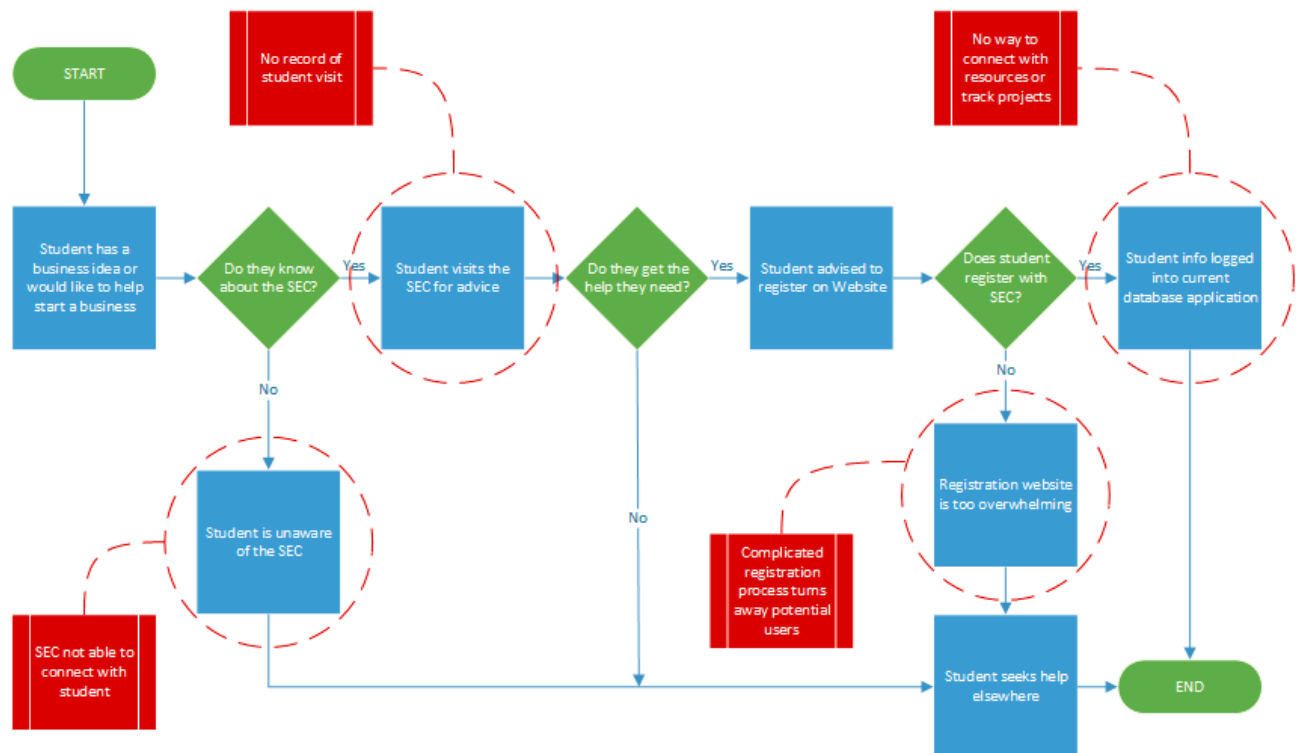 No record of
student visit
No way to
connect with
resources or
track projects
START
Student has a
business idea or
would like to help
start a business
Do they know
about the SEC?
Yes
Student visits the
SEC for advice
Do they get the
help they need?
Yes
Student advised to
register on Website
Does student
register with
SEC?
Yes
Student info logged
into current
database application
No
No
No
Student is unaware
of the SEC
Registration website
is too overwhelming
Complicated
registration
process turns
away potential
users
SEC not able to
connect with
student
Student seeks help
elsewhere
END